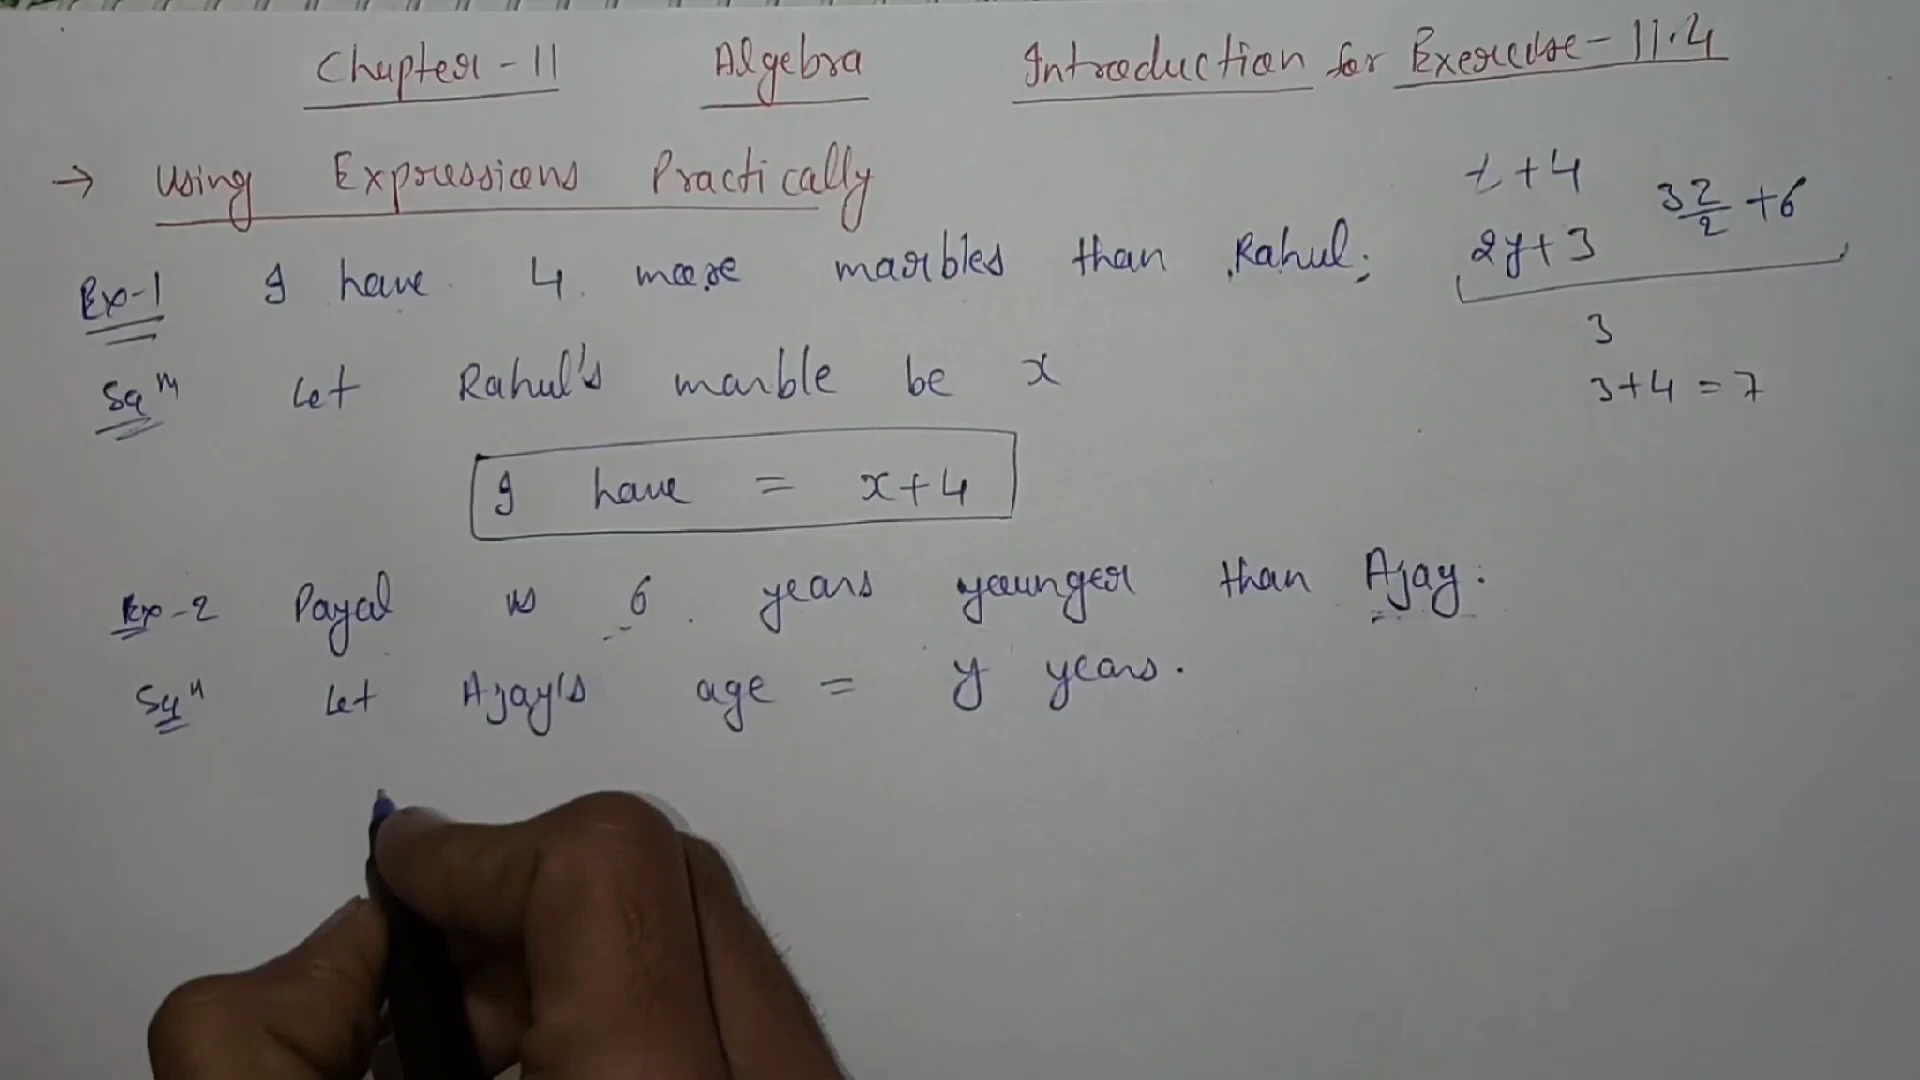 Chapter-11 Algebra Introduction for Exercise-11.4
→ Using Expressions Practically
Ex-1 I have 4 more marbles than Rahul.
Solⁿ Let Rahul's marble be x
I have = x+4
Ex-2 Payal is 6 years younger than Ajay.
Solⁿ Let Ajay's age = y years.
t+4
2y+3 3z/2 +6
3
3+4 = 7